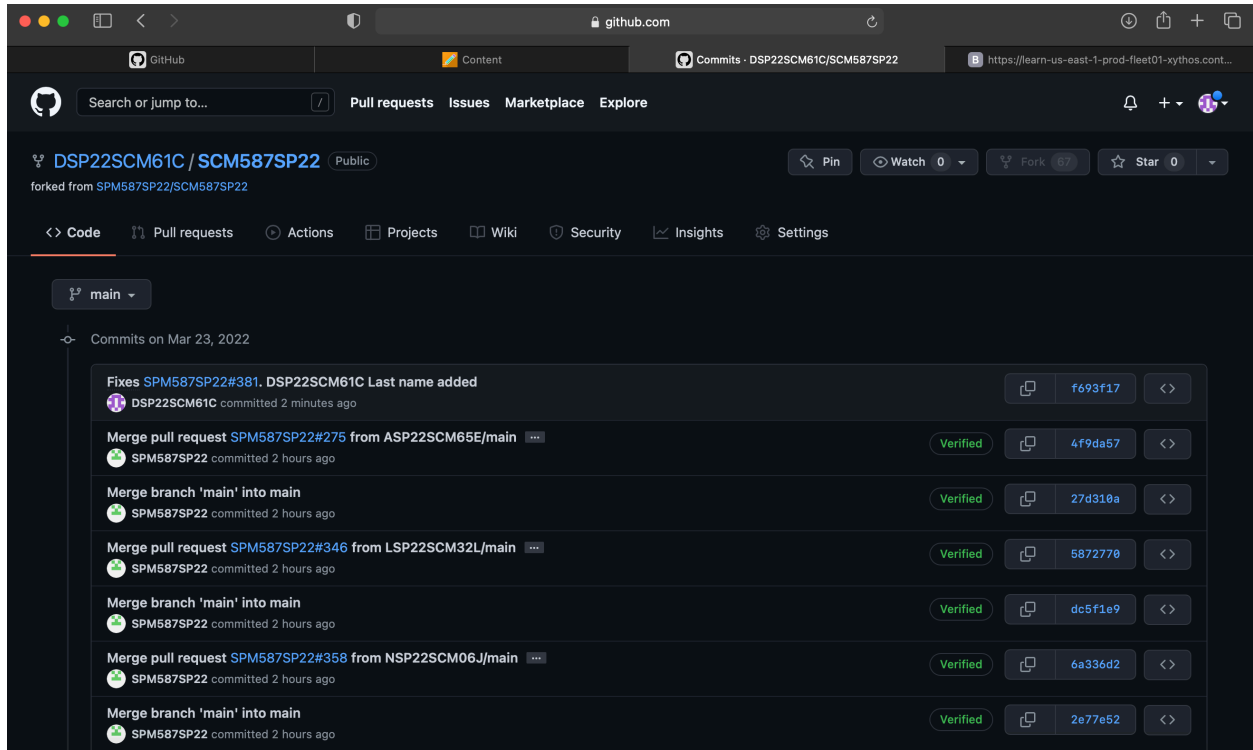 github.com
GitHub
Content
Commits · DSP22SCM61C/SCM587SP22
B https://learn-us-east-1-prod-fleet01-xythos.cont...
Search or jump to... /
Pull requests Issues Marketplace Explore
DSP22SCM61C / SCM587SP22 Public
Pin Watch 0 Fork 67 Star 0
forked from SPM587SP22/SCM587SP22
<> Code Pull requests Actions Projects Wiki Security Insights Settings
main
Commits on Mar 23, 2022
Fixes SPM587SP22#381. DSP22SCM61C Last name added
DSP22SCM61C committed 2 minutes ago
f693f17 <>
Merge pull request SPM587SP22#275 from ASP22SCM65E/main ...
SPM587SP22 committed 2 hours ago
Verified 4f9da57 <>
Merge branch 'main' into main
SPM587SP22 committed 2 hours ago
Verified 27d310a <>
Merge pull request SPM587SP22#346 from LSP22SCM32L/main ...
SPM587SP22 committed 2 hours ago
Verified 5872770 <>
Merge branch 'main' into main
SPM587SP22 committed 2 hours ago
Verified dc5f1e9 <>
Merge pull request SPM587SP22#358 from NSP22SCM06J/main ...
SPM587SP22 committed 2 hours ago
Verified 6a336d2 <>
Merge branch 'main' into main
SPM587SP22 committed 2 hours ago
Verified 2e77e52 <>